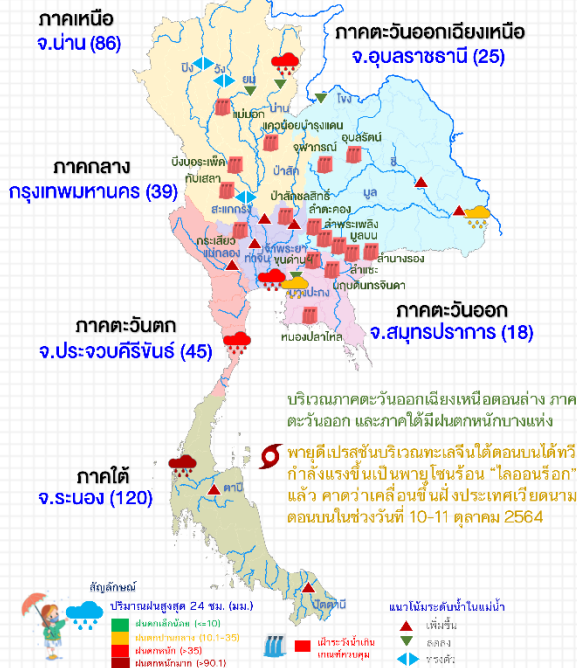 ภาคเหนือ
จ.น่าน (86)
ภาคตะวันออกเฉียงเหนือ
จ.อุบลราชธานี (25)
ปิง
วัง
ยม
น่าน
โขง
แม่มอก
แควน้อยบำรุงแดน
จุฬาภรณ์
อุบลรัตน์
ชี
ภาคกลาง
กรุงเทพมหานคร (39)
บึงบอระเพ็ด
ทับเสลา
ป่าสัก
ป่าสักชลสิทธิ์
มูล
สะแกกรัง
ลำตะคอง
ลำพระเพลิง
มูลบน
กระเสียว
เจ้าพระยา
แม่กลอง
ท่าจีน
ขุนด่านฯ
ลำนางรอง
ลำแซะ
นฤบดินทรจินดา
บางปะกง
ภาคตะวันตก
จ.ประจวบคีรีขันธ์ (45)
ภาคตะวันออก
จ.สมุทรปราการ (18)
หนองปลาไหล
บริเวณภาคตะวันออกเฉียงเหนือตอนล่าง ภาค
ตะวันออก และภาคใต้มีฝนตกหนักบางแห่ง
พายุดีเปรสชันบริเวณทะเลจีนใต้ตอนบนได้ทวี
กำลังแรงขึ้นเป็นพายุโซนร้อน "ไลออนร็อก"
แล้ว คาดว่าเคลื่อนขึ้นฝั่งประเทศเวียดนาม
ตอนบนในช่วงวันที่ 10-11 ตุลาคม 2564
ภาคใต้
จ.ระนอง (120)
ตาปี
ปัตตานี
สัญลักษณ์
ปริมาณฝนสูงสุด 24 ชม. (มม.)
ฝนตกเล็กน้อย (<=10)
ฝนตกปานกลาง (10.1-35)
ฝนตกหนัก (>35)
ฝนตกหนักมาก (>90.1)
เฝ้าระวังน้ำเกิน
เกณฑ์ควบคุม
แนวโน้มระดับน้ำในแม่น้ำ
เพิ่มขึ้น
ลดลง
ทรงตัว